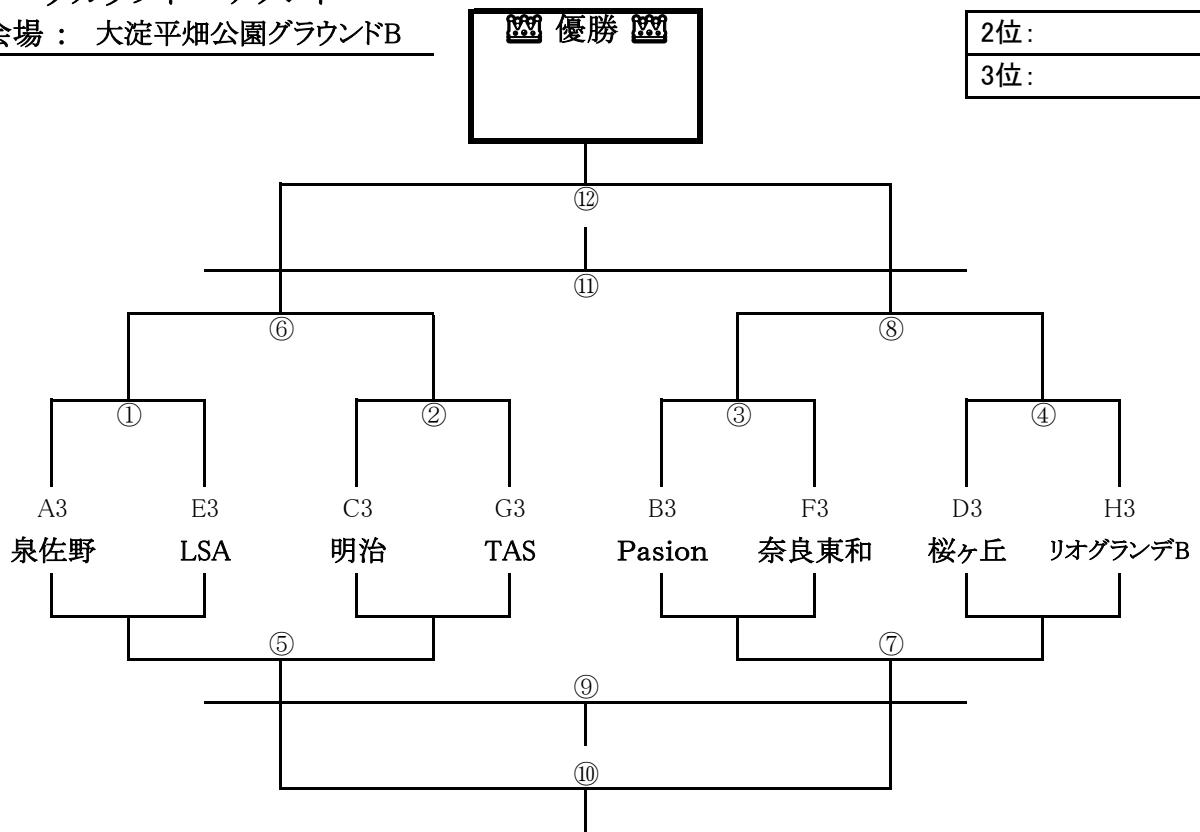 会場： 大淀平畑公園グラウンドB
優勝
2位：
3位：
⑫
⑪
⑥ ⑧
① ② ③ ④
A3 E3 C3 G3 B3 F3 D3 H3
泉佐野 LSA 明治 TAS Pasion 奈良東和 桜ヶ丘 リオグランデB
⑤ ⑦
⑨
⑩